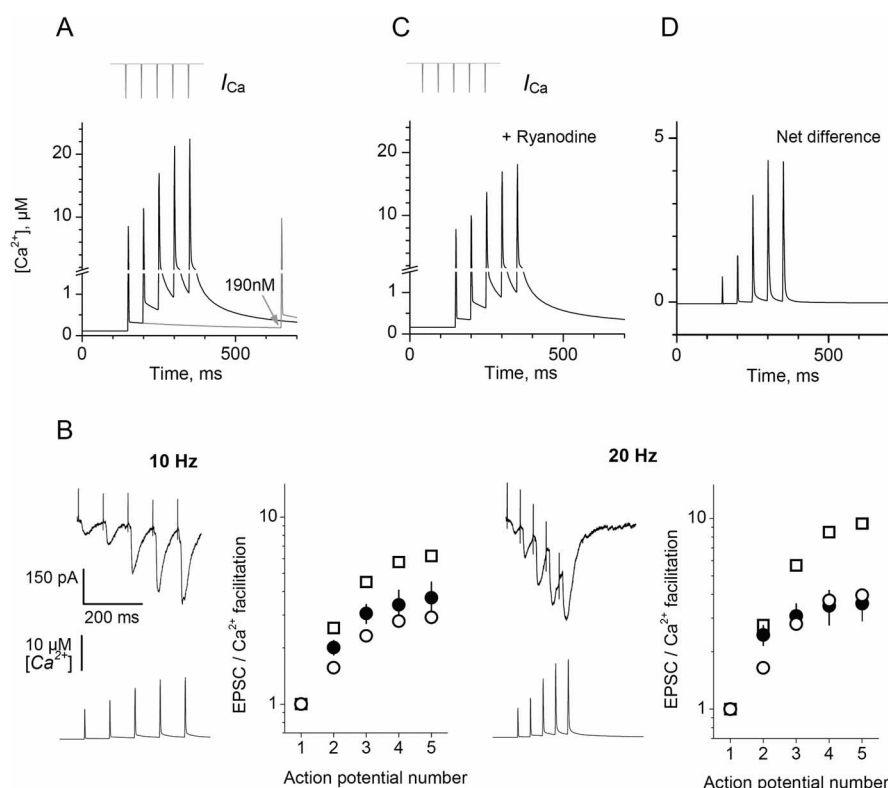 A
C
D
I Ca
I Ca
[Ca2+], µM
20
10
1
0
190nM
0
500
Time, ms
+ Ryanodine
20
10
1
0
0
500
Time, ms
Net difference
5
0
0
500
Time, ms
B
10 Hz
150 pA
200 ms
10 µM
[Ca2+]
EPSC / Ca2+ facilitation
10
1
1 2 3 4 5
Action potential number
20 Hz
EPSC / Ca2+ facilitation
10
1
1 2 3 4 5
Action potential number